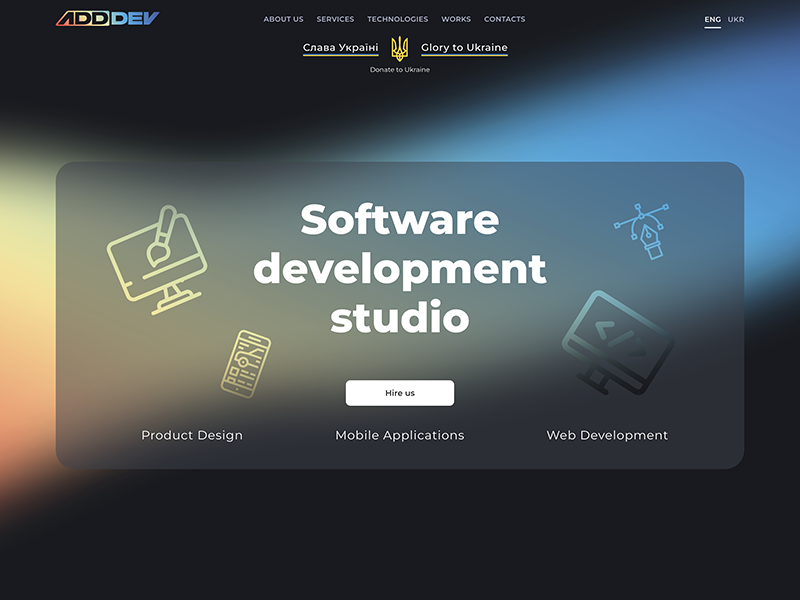 ADDDEV
ABOUT US SERVICES TECHNOLOGIES WORKS CONTACTS
ENG UKR
Слава Україні Glory to Ukraine
Donate to Ukraine
Software
development
studio
Hire us
Product Design Mobile Applications Web Development